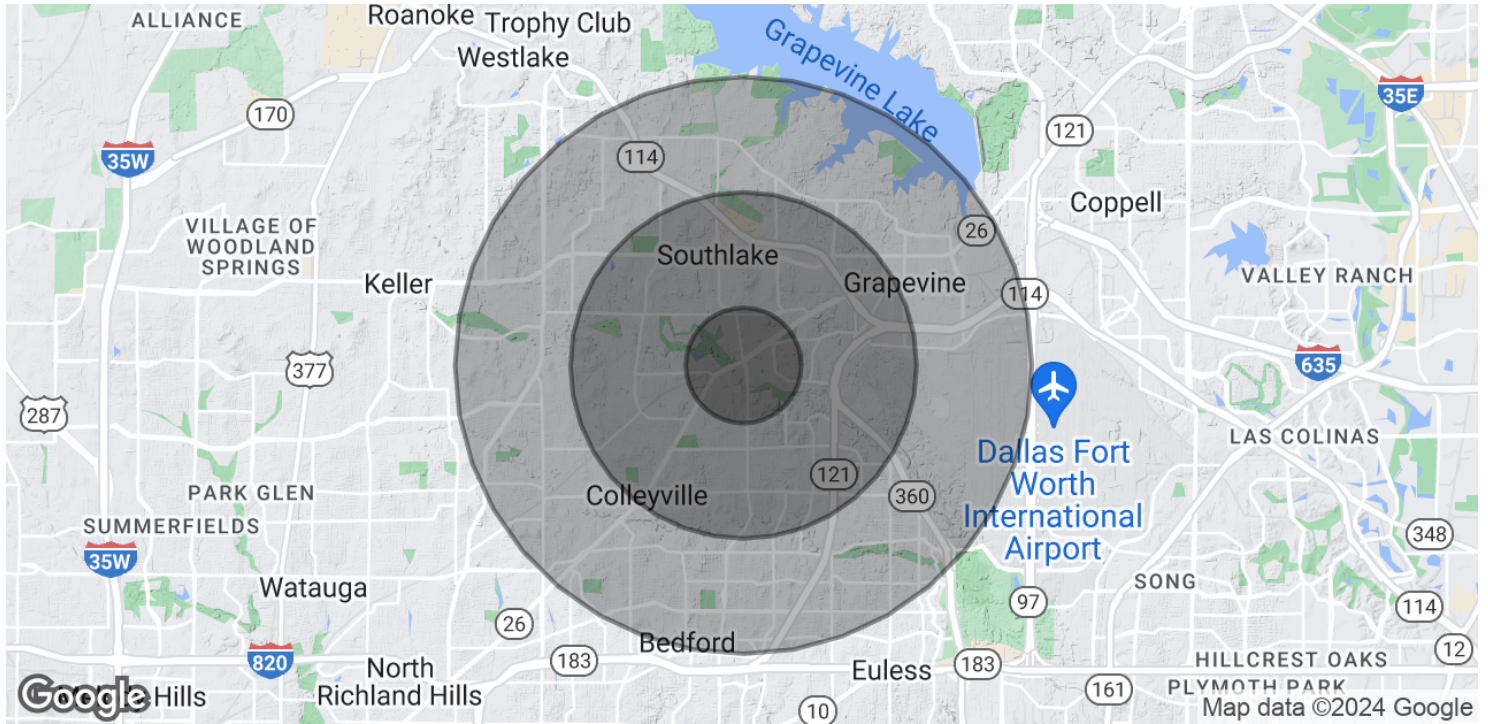 ALLIANCE
Roanoke
Trophy Club
Westlake
Grapevine Lake
35E
170
121
114
35W
Coppell
VILLAGE OF
WOODLAND
SPRINGS
26
Southlake
VALLEY RANCH
Keller
Grapevine
114
377
635
287
LAS COLINAS
Dallas Fort
Worth
International
Airport
121
PARK GLEN
Colleyville
360
SUMMERFIELDS
348
35W
SONG
Watauga
97
114
26
Bedford
12
820
183
HILLCREST OAKS
North
Richland Hills
Euless
183
161
PLYMOTH PARK
Google
Hills
10
Map data ©2024 Google